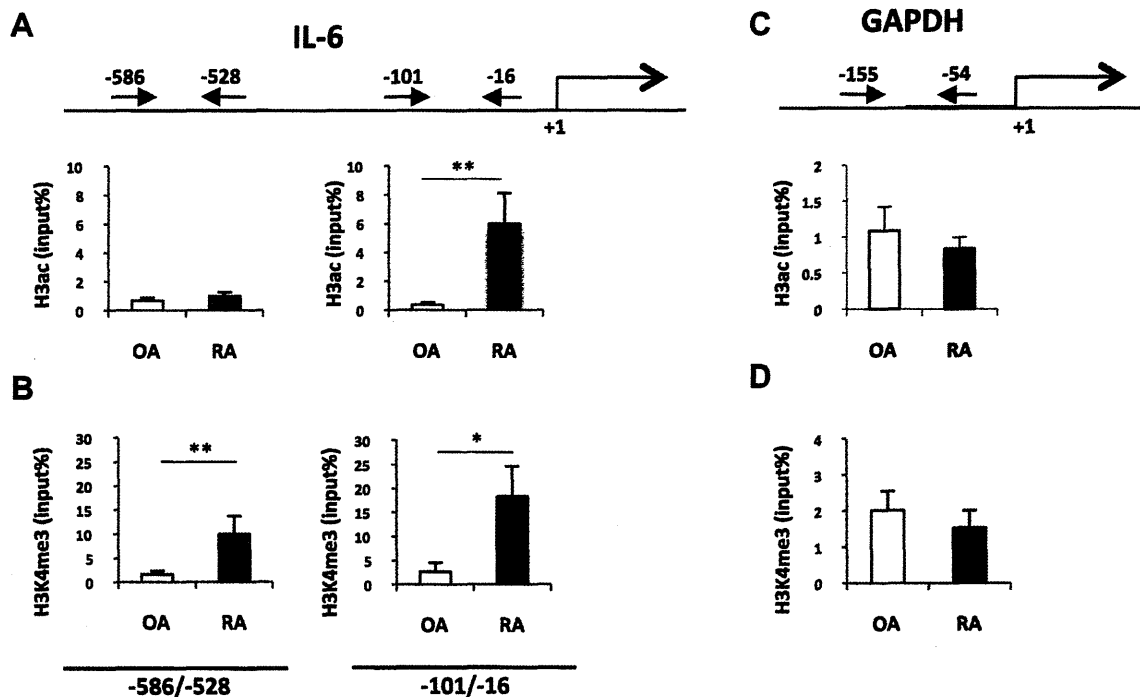 A
IL-6
-586
-528
-101
-16
+1
H3ac (input%)
10
8
6
4
2
0
OA
RA
H3ac (input%)
10
8
6
4
2
0
**
OA
RA
B
H3K4me3 (input%)
30
25
20
15
10
5
0
**
OA
RA
-586/-528
H3K4me3 (input%)
30
25
20
15
10
5
0
*
OA
RA
-101/-16
C
GAPDH
-155
-54
+1
H3ac (input%)
2
1.5
1
0.5
0
OA
RA
D
H3K4me3 (input%)
4
3
2
1
0
OA
RA